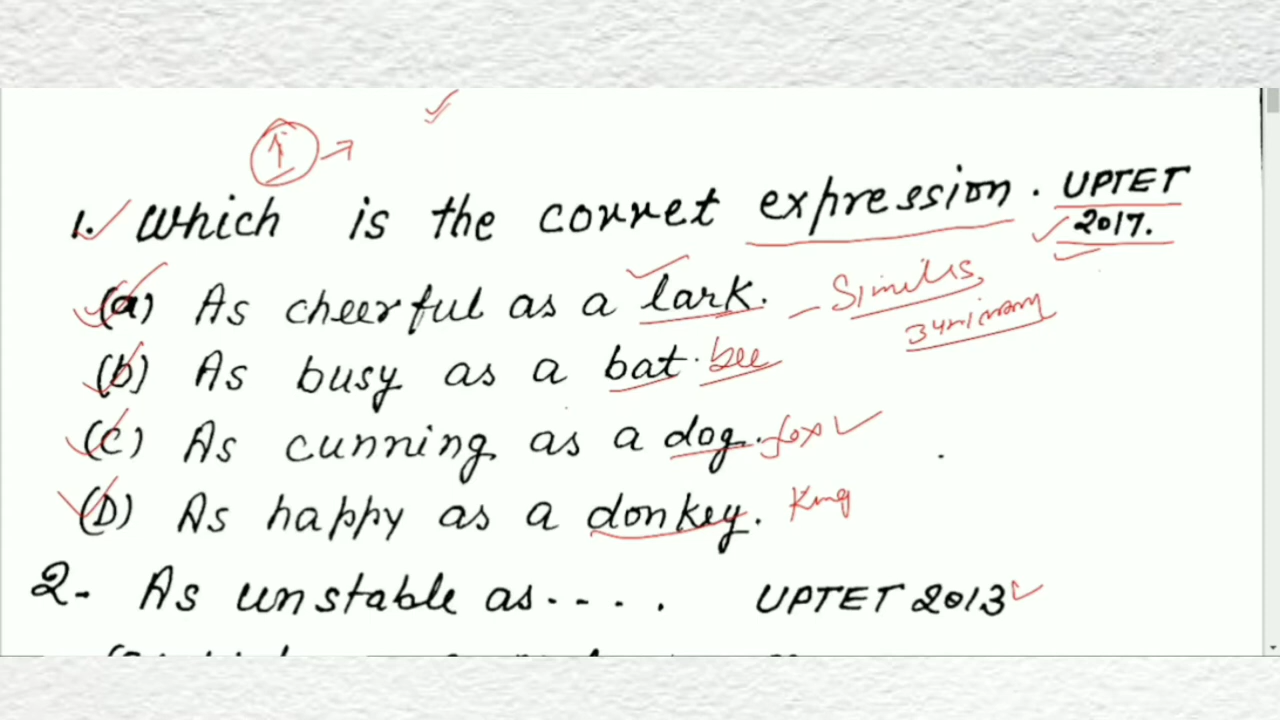 1. Which is the corret expression. UPTET
2017.
(a) As cheerful as a lark. - Similis
(b) As busy as a bat. bee
(C) As cunning as a dog. fox
(D) As happy as a donkey. King
2- As unstable as---. UPTET 2013